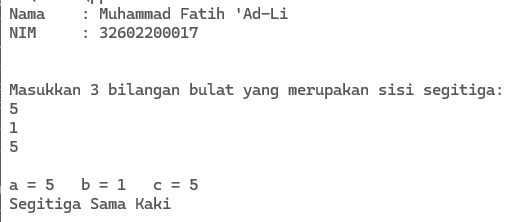 Nama    : Muhammad Fatih 'Ad-Li
NIM     : 32602200017
Masukkan 3 bilangan bulat yang merupakan sisi segitiga:
5
1
5
a = 5   b = 1   c = 5
Segitiga Sama Kaki